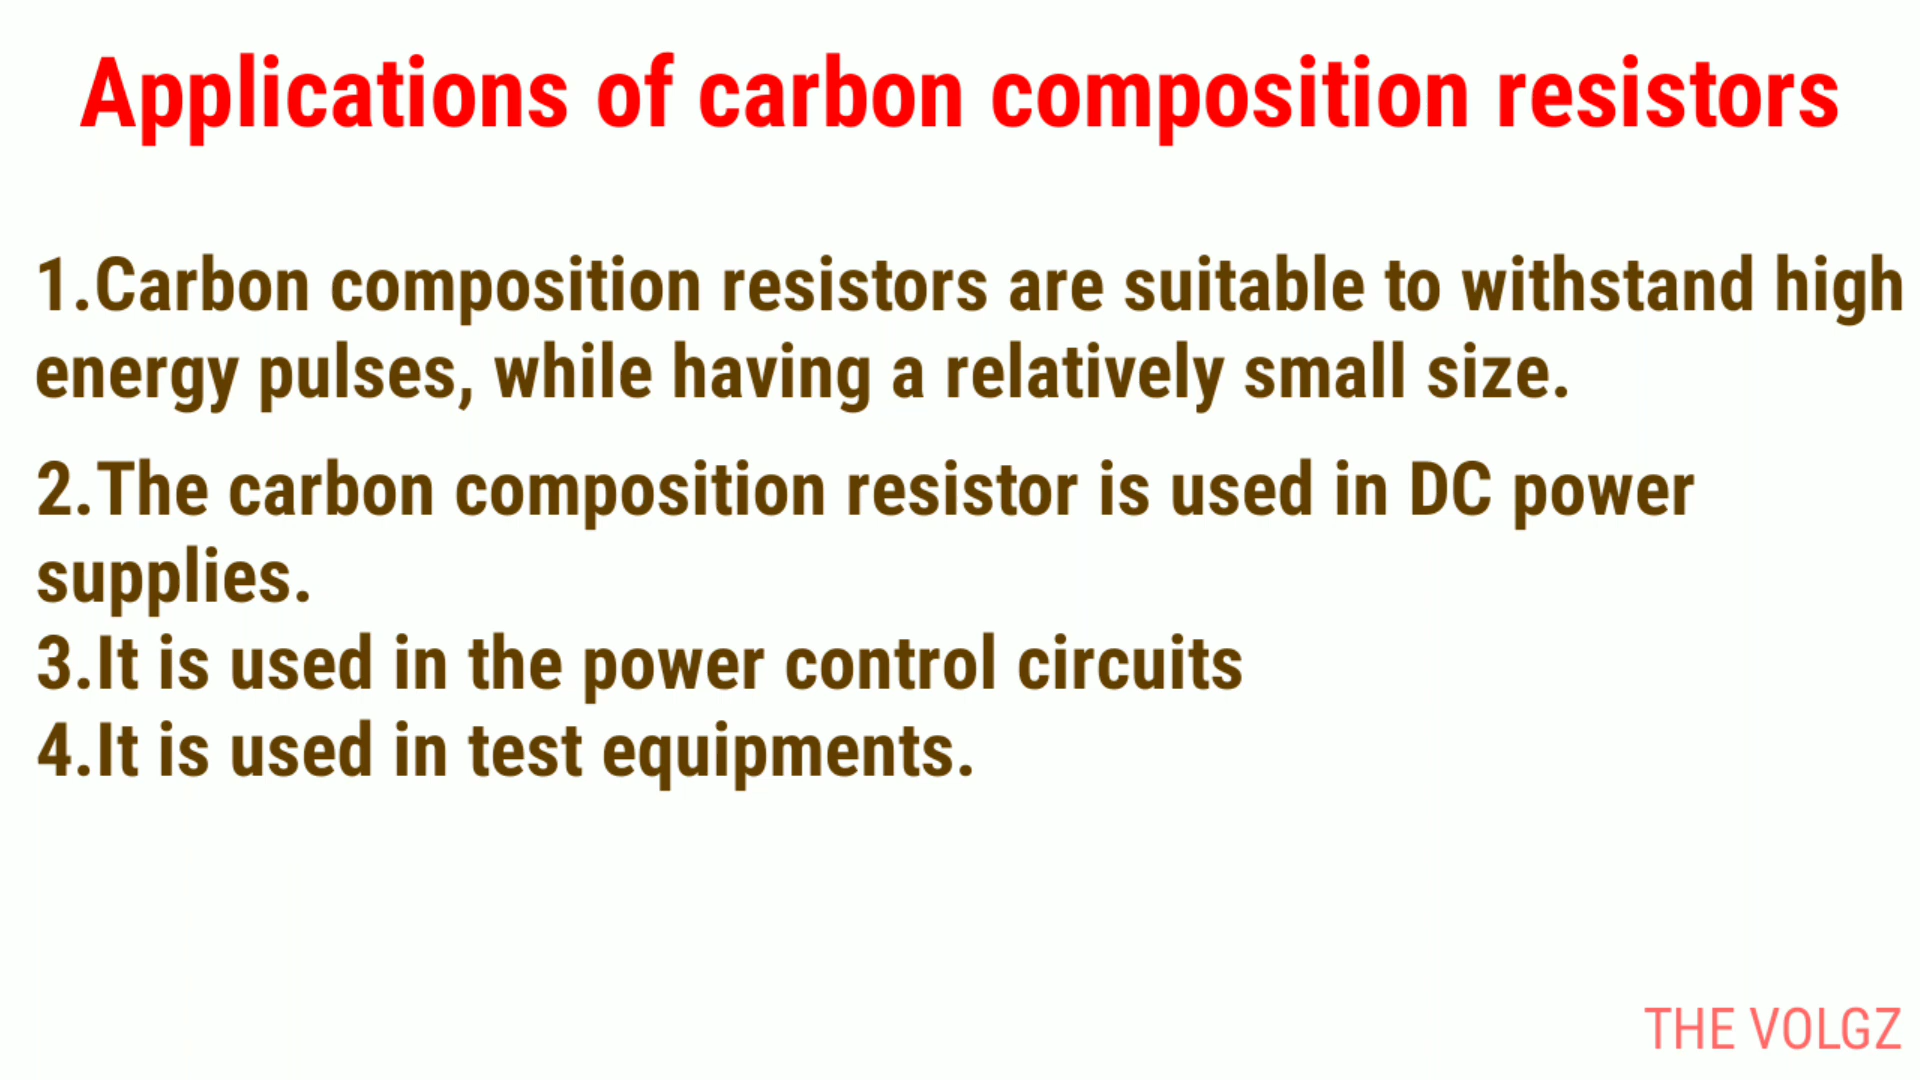 Applications of carbon composition resistors
1.Carbon composition resistors are suitable to withstand high
energy pulses, while having a relatively small size.
2.The carbon composition resistor is used in DC power
supplies.
3.It is used in the power control circuits
4.It is used in test equipments.
THE VOLGZ